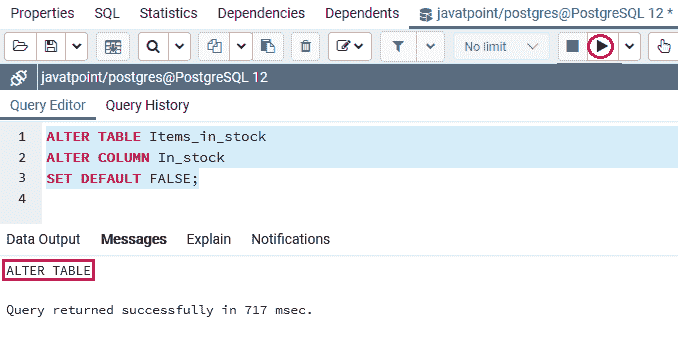 Properties SQL Statistics Dependencies Dependents javatpoint/postgres@PostgreSQL 12 *
No limit
javatpoint/postgres@PostgreSQL 12
Query Editor Query History
1 ALTER TABLE Items_in_stock
2 ALTER COLUMN In_stock
3 SET DEFAULT FALSE;
4
Data Output Messages Explain Notifications
ALTER TABLE
Query returned successfully in 717 msec.